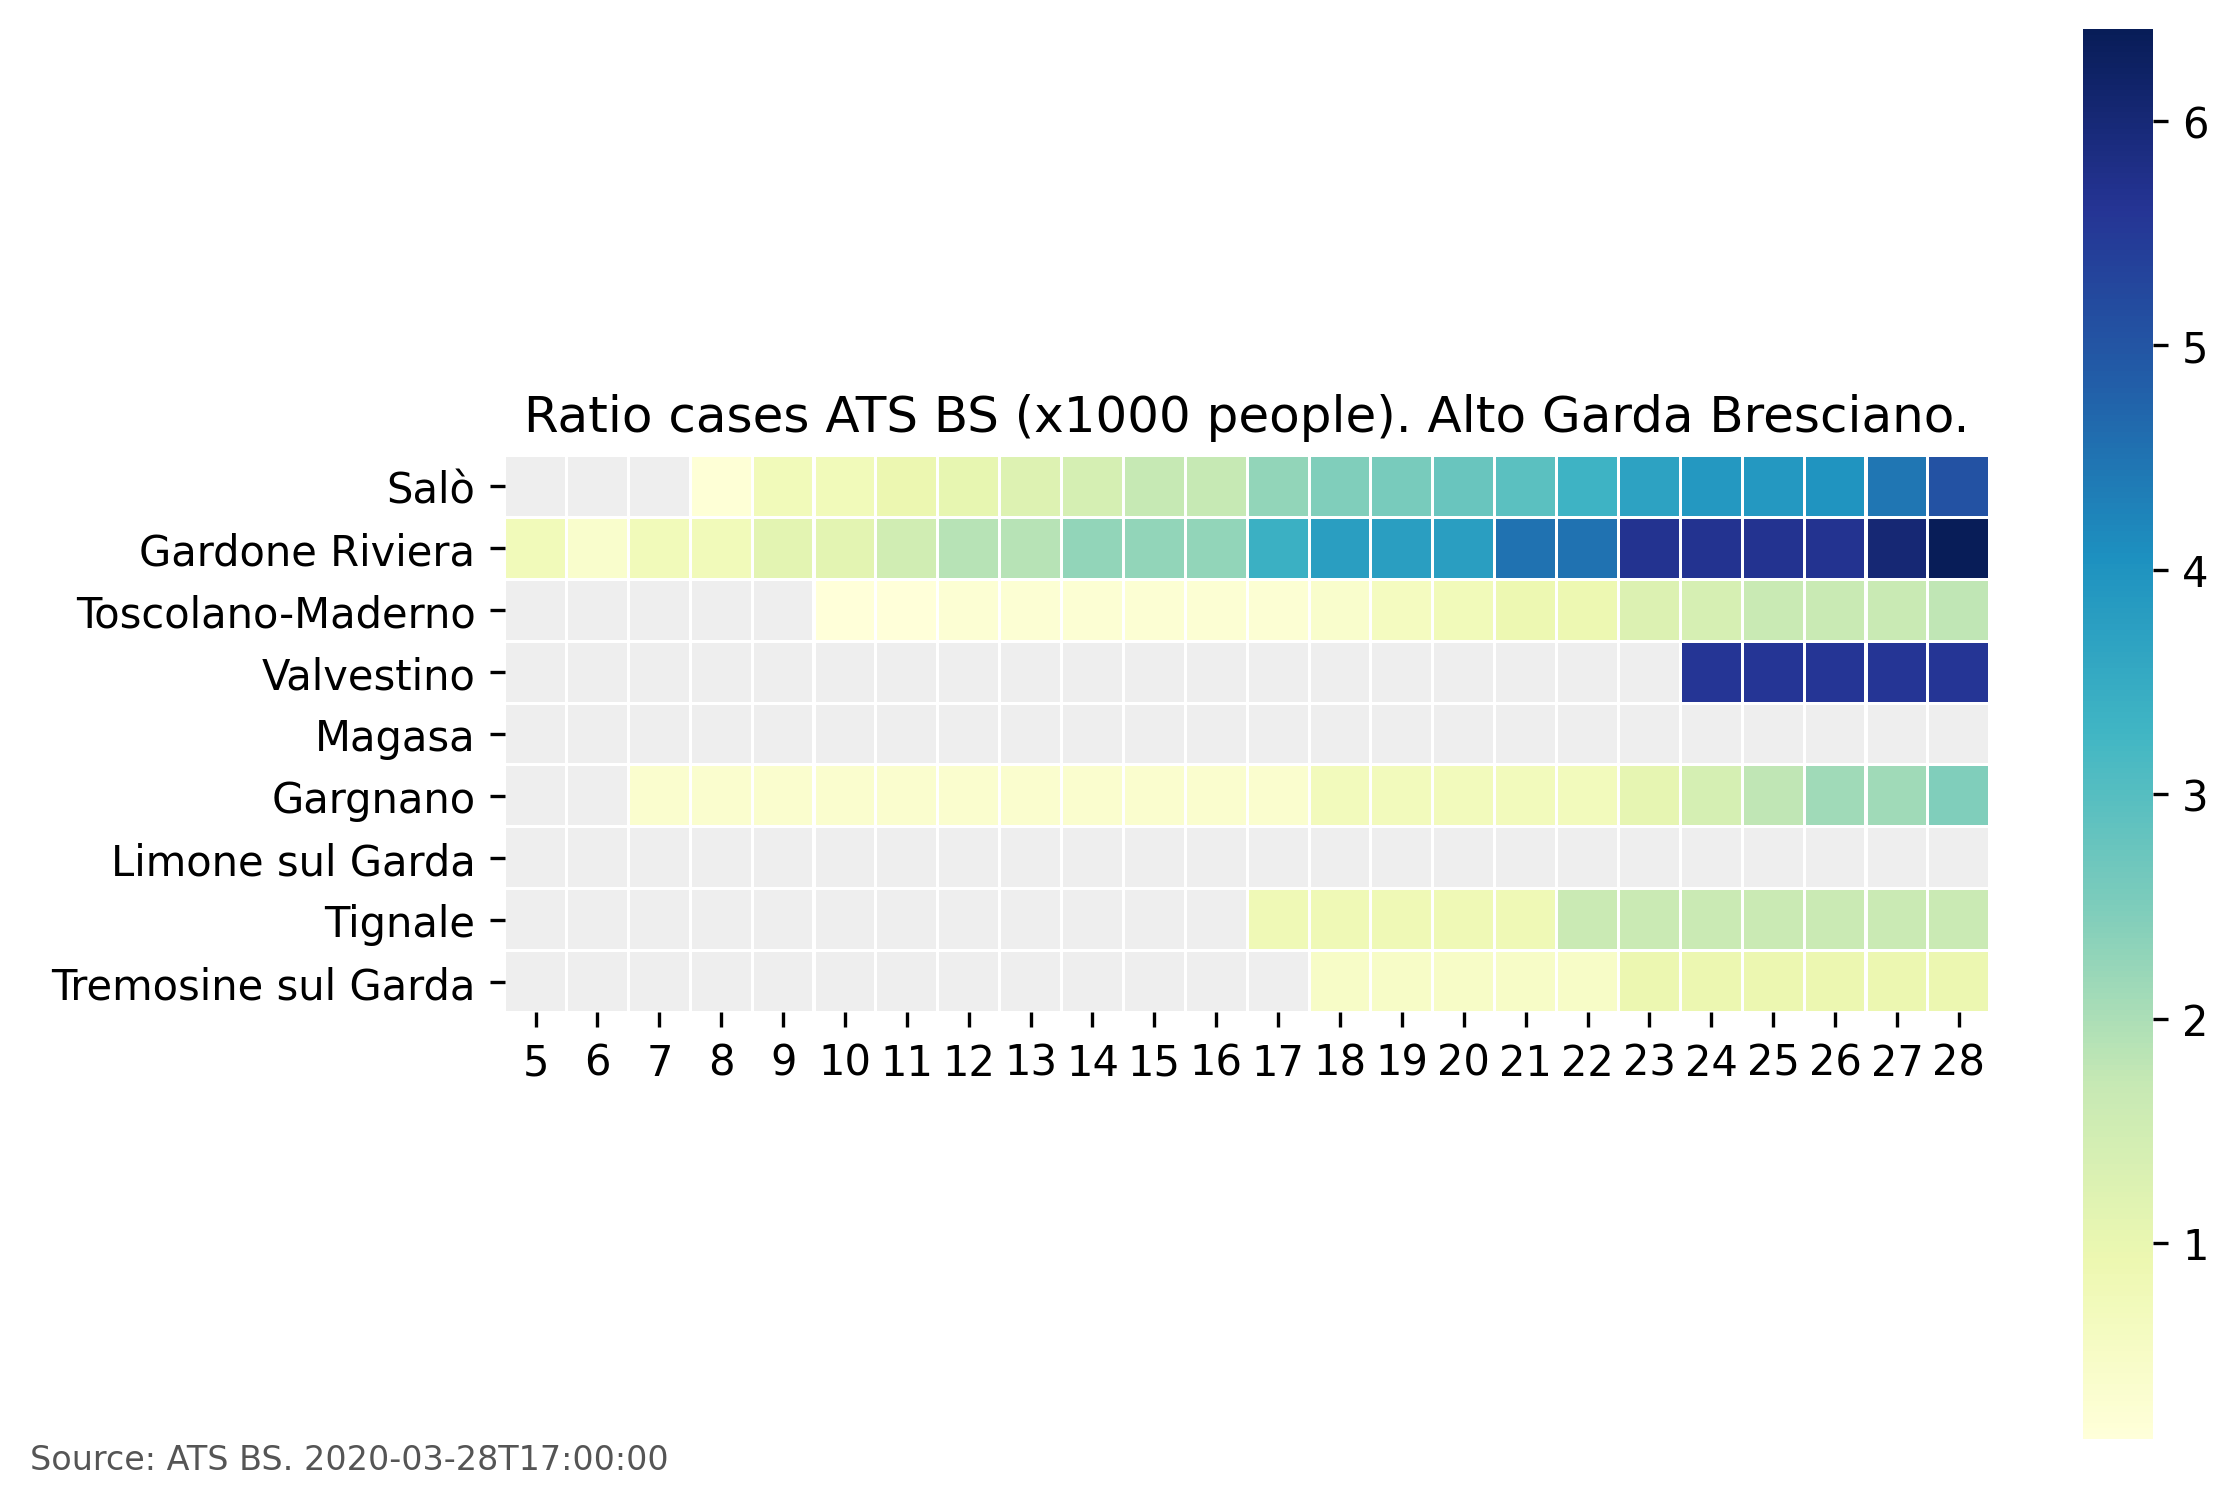 Ratio cases ATS BS (x1000 people). Alto Garda Bresciano.
Salò
Gardone Riviera
Toscolano-Maderno
Valvestino
Magasa
Gargnano
Limone sul Garda
Tignale
Tremosine sul Garda
5 6 7 8 9 10 11 12 13 14 15 16 17 18 19 20 21 22 23 24 25 26 27 28
6
5
4
3
2
1
Source: ATS BS. 2020-03-28T17:00:00